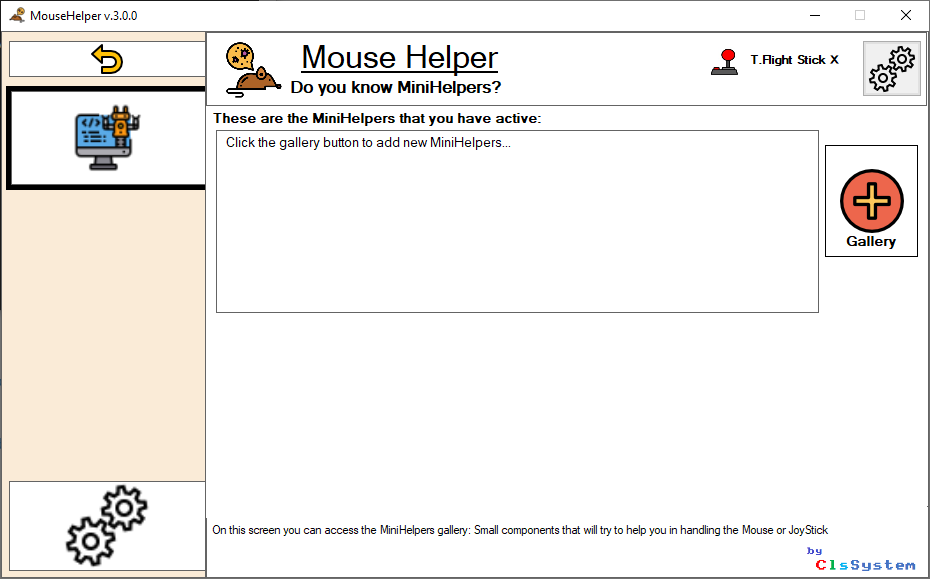 MouseHelper v.3.0.0
Mouse Helper
Do you know MiniHelpers?
T.Flight Stick X
These are the MiniHelpers that you have active:
Click the gallery button to add new MiniHelpers...
Gallery
On this screen you can access the MiniHelpers gallery: Small components that will try to help you in handling the Mouse or JoyStick
by
ClsSystem